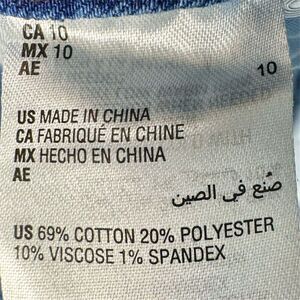 CA 10
MX 10
AE
10
US MADE IN CHINA
CA FABRIQUÉ EN CHINE
MX HECHO EN CHINA
AE
صُنع في الصين
US 69% COTTON 20% POLYESTER
10% VISCOSE 1% SPANDEX